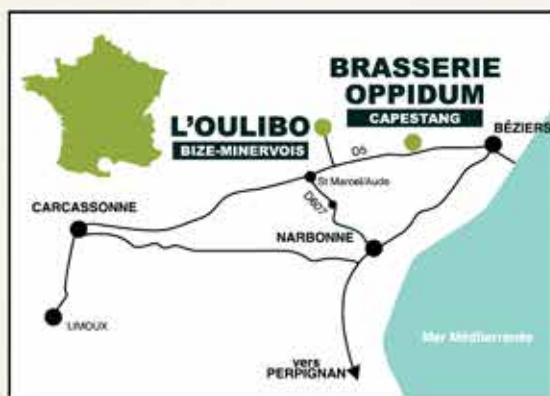 BRASSERIE
OPPIDUM
CAPESTANG
L'OULIBO
BIZE-MINERVOIS
BÉZIERS
D5
St Marcel/Aude
D607
CARCASSONNE
NARBONNE
LIMOUX
Mer Méditerranée
vers
PERPIGNAN